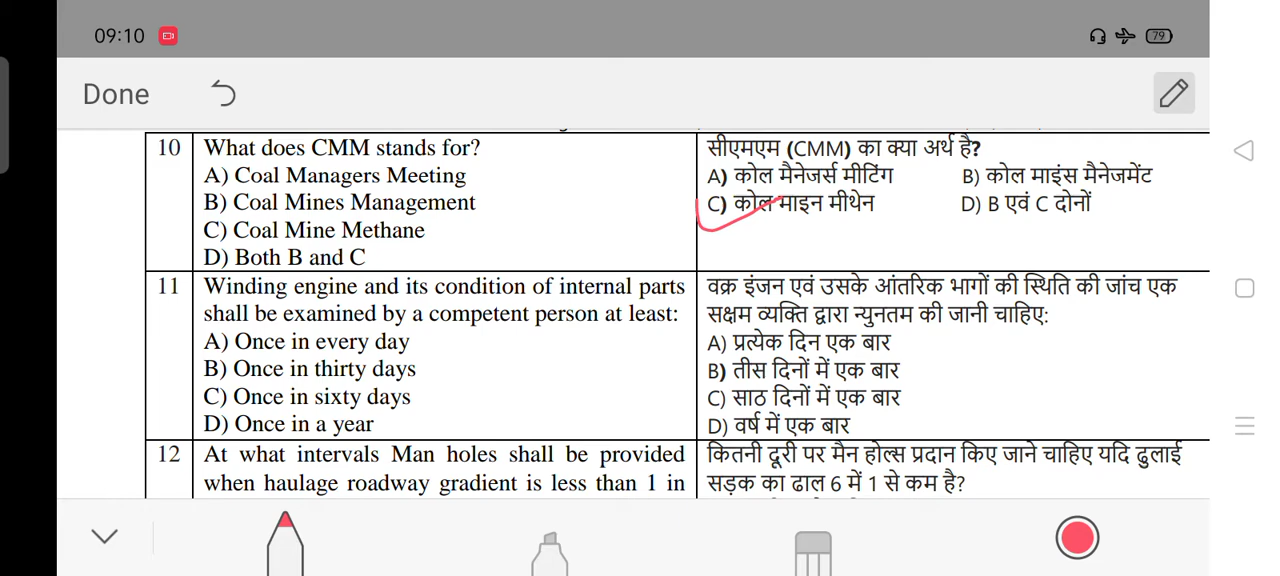 09:10
79
Done
10
What does CMM stands for?
A) Coal Managers Meeting
B) Coal Mines Management
C) Coal Mine Methane
D) Both B and C
सीएमएम (CMM) का क्या अर्थ है?
A) कोल मैनेजर्स मीटिंग B) कोल माइंस मैनेजमेंट
C) कोल माइन मीथेन D) B एवं C दोनों
11
Winding engine and its condition of internal parts
shall be examined by a competent person at least:
A) Once in every day
B) Once in thirty days
C) Once in sixty days
D) Once in a year
वक्र इंजन एवं उसके आंतरिक भागों की स्थिति की जांच एक
सक्षम व्यक्ति द्वारा न्युनतम की जानी चाहिए:
A) प्रत्येक दिन एक बार
B) तीस दिनों में एक बार
C) साठ दिनों में एक बार
D) वर्ष में एक बार
12
At what intervals Man holes shall be provided
when haulage roadway gradient is less than 1 in
कितनी दूरी पर मैन होल्स प्रदान किए जाने चाहिए यदि ढुलाई
सड़क का ढाल 6 में 1 से कम है?